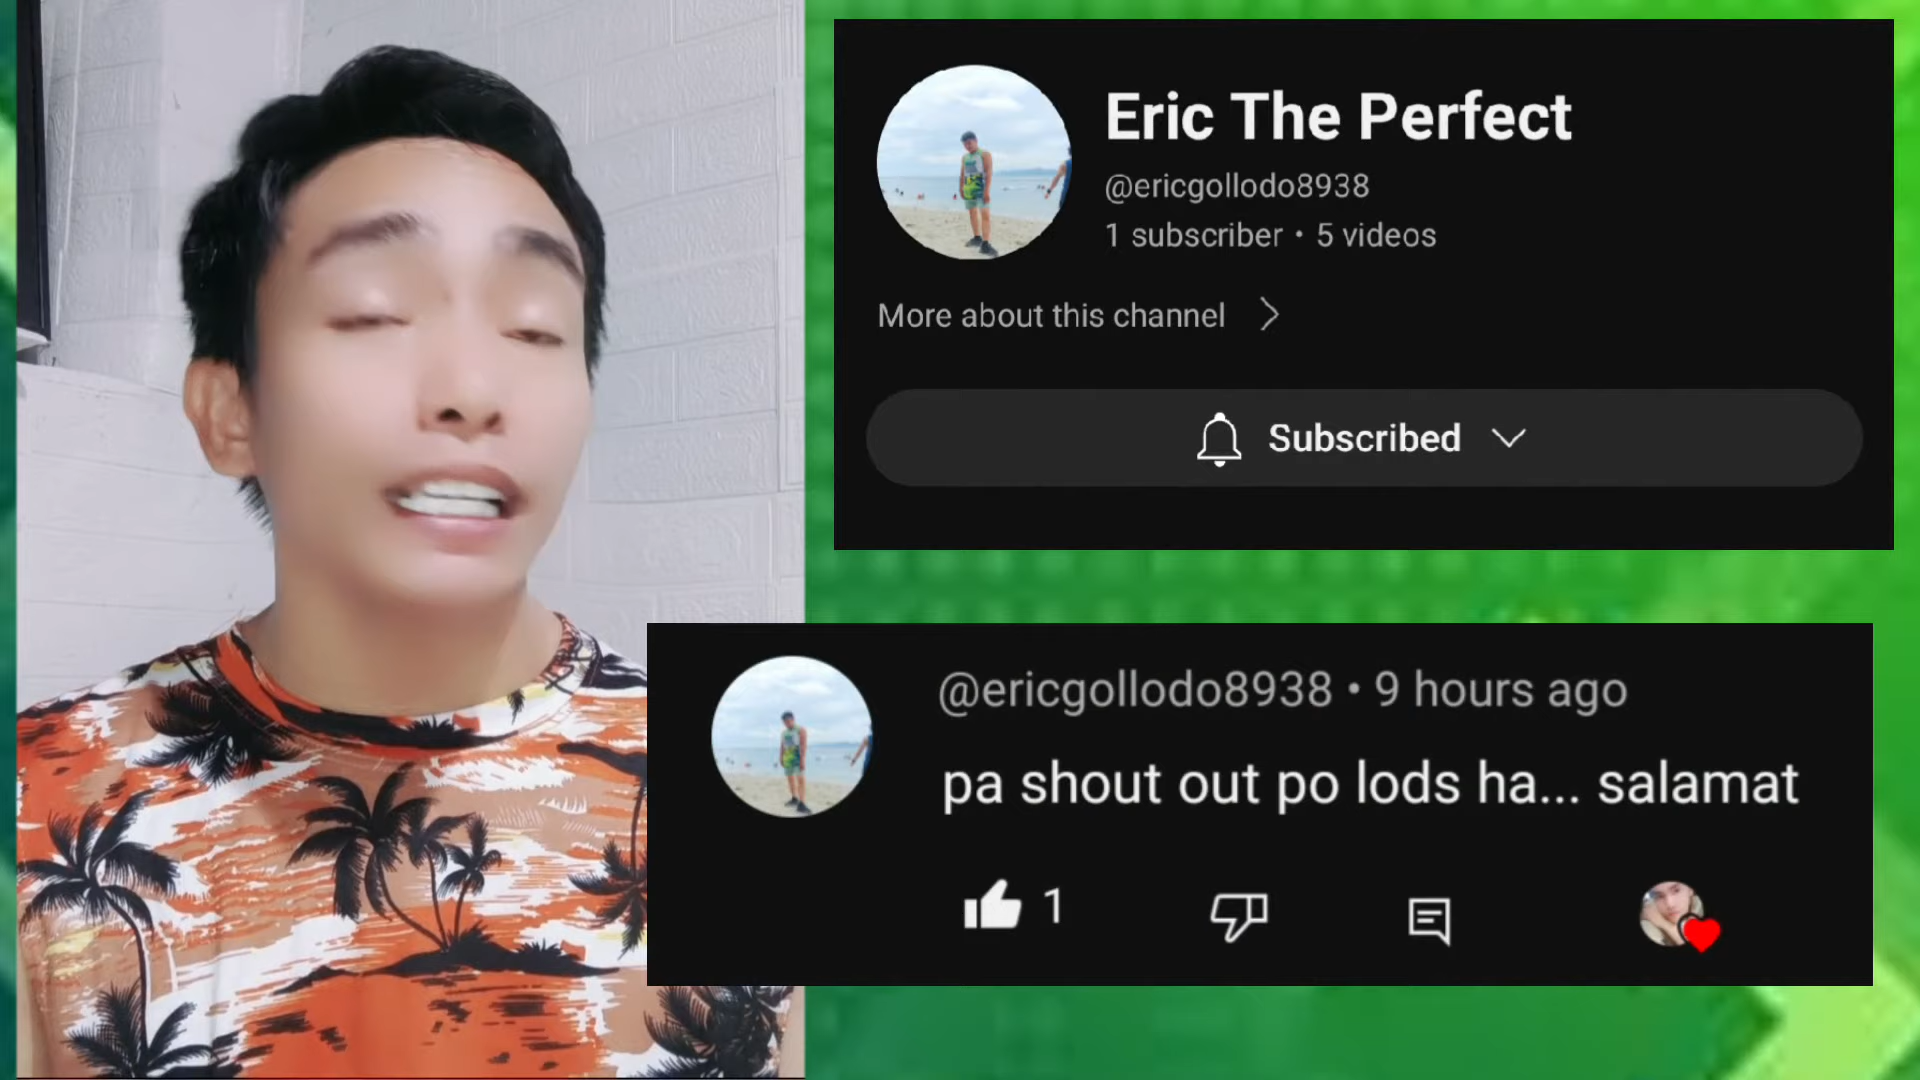 Eric The Perfect
@ericgollodo8938
1 subscriber • 5 videos
More about this channel
Subscribed
@ericgollodo8938 • 9 hours ago
pa shout out po lods ha... salamat
1